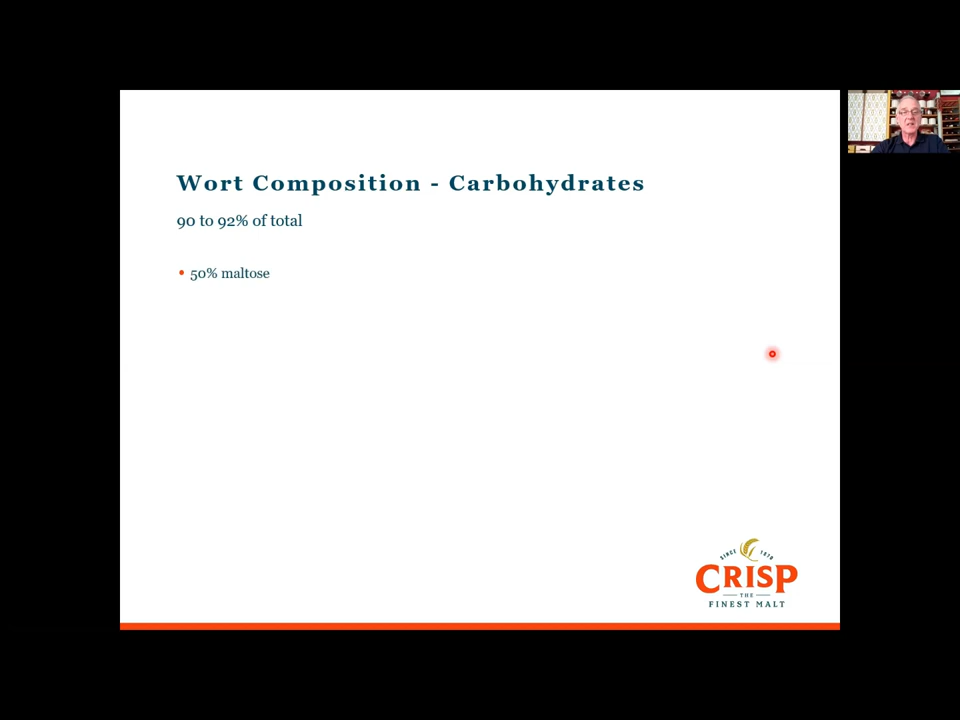 Wort Composition - Carbohydrates
90 to 92% of total
• 50% maltose
SINCE 1870
CRISP
THE
FINEST MALT